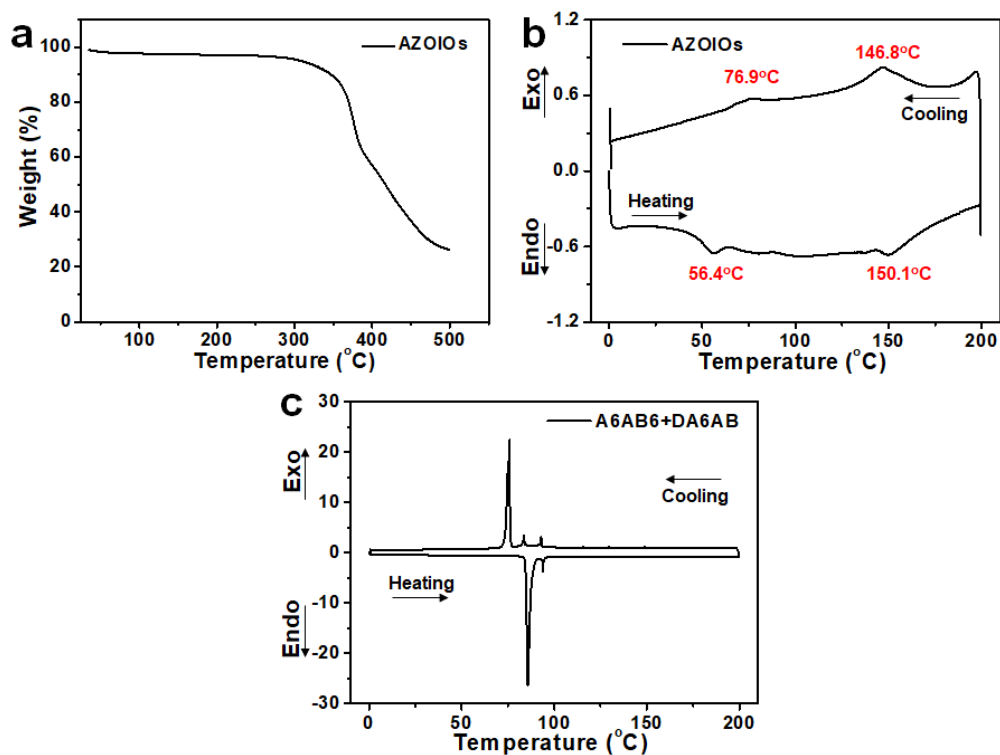 a
AZOIOs
Weight (%)
100
80
60
40
20
0
100
200
300
400
500
Temperature (°C)
b
AZOIOs
146.8°C
76.9°C
Exo
Cooling
Heating
Endo
56.4°C
150.1°C
1.2
0.6
0.0
-0.6
-1.2
0
50
100
150
200
Temperature (°C)
c
A6AB6+DA6AB
Exo
Cooling
Heating
Endo
30
20
10
0
-10
-20
-30
0
50
100
150
200
Temperature (°C)